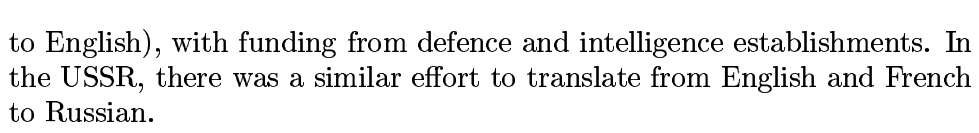 to English), with funding from defence and intelligence establishments. In
the USSR, there was a similar effort to translate from English and French
to Russian.